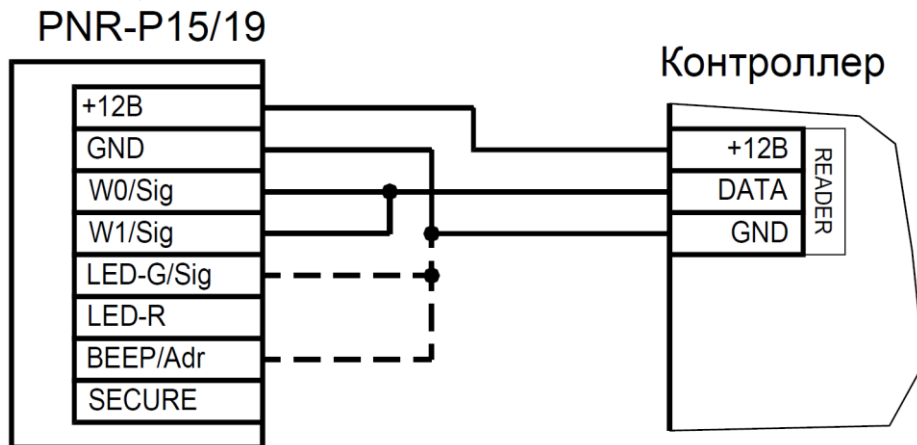 PNR-P15/19
+12В
GND
W0/Sig
W1/Sig
LED-G/Sig
LED-R
BEEP/Adr
SECURE
Контроллер
+12В
DATA
GND
READER